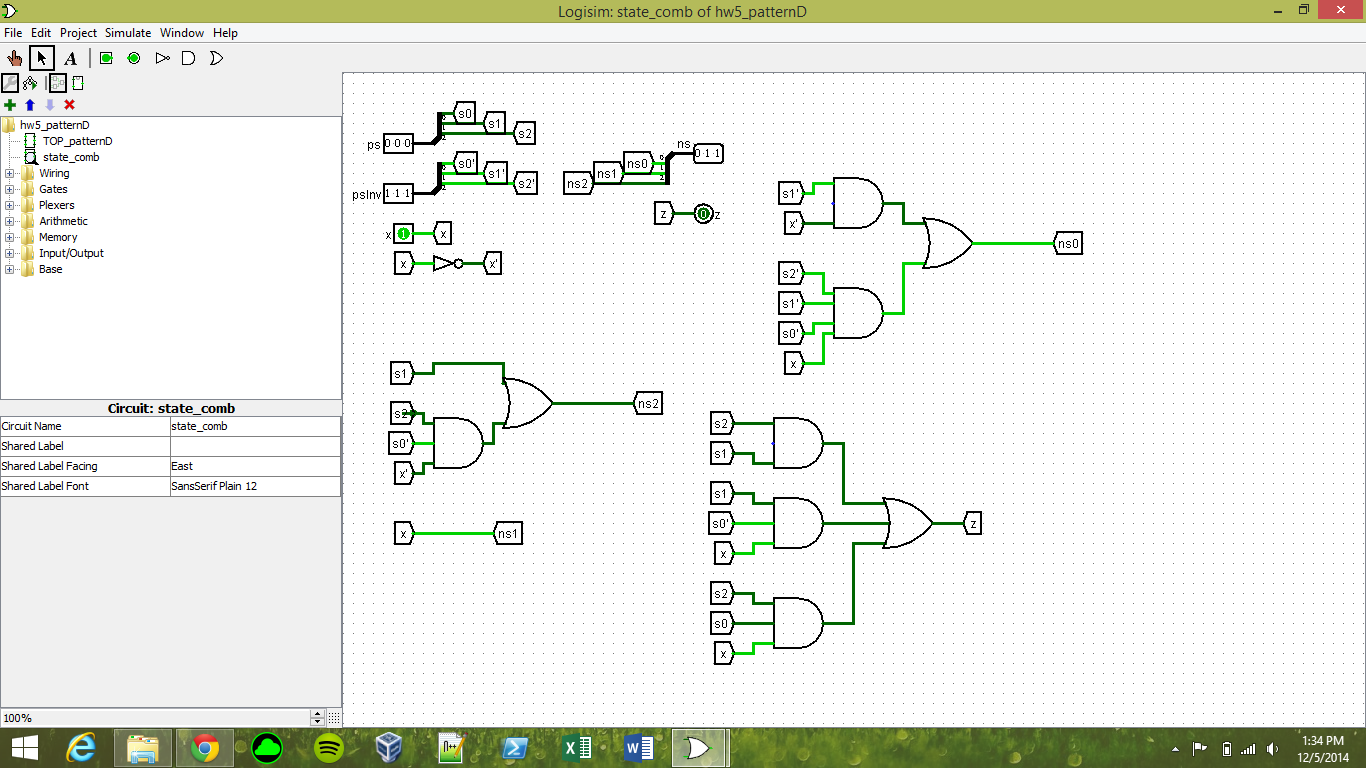 Logisim: state_comb of hw5_patternD
File Edit Project Simulate Window Help
A
hw5_patternD
TOP_patternD
state_comb
Wiring
Gates
Plexers
Arithmetic
Memory
Input/Output
Base
Circuit: state_comb
Circuit Name state_comb
Shared Label
Shared Label Facing East
Shared Label Font SansSerif Plain 12
100%
s0
s1
s2
ps 0 0 0
s0'
s1'
s2'
psInv 1 1 1
x 1 x
x x'
ns 0 1 1
ns0
ns1
ns2
z 0 z
s1'
x'
ns0
s2'
s1'
s0'
x
s1
s2
s0'
x'
ns2
x ns1
s2
s1
s1
s0'
x
z
s2
s0
x
1:34 PM
12/5/2014